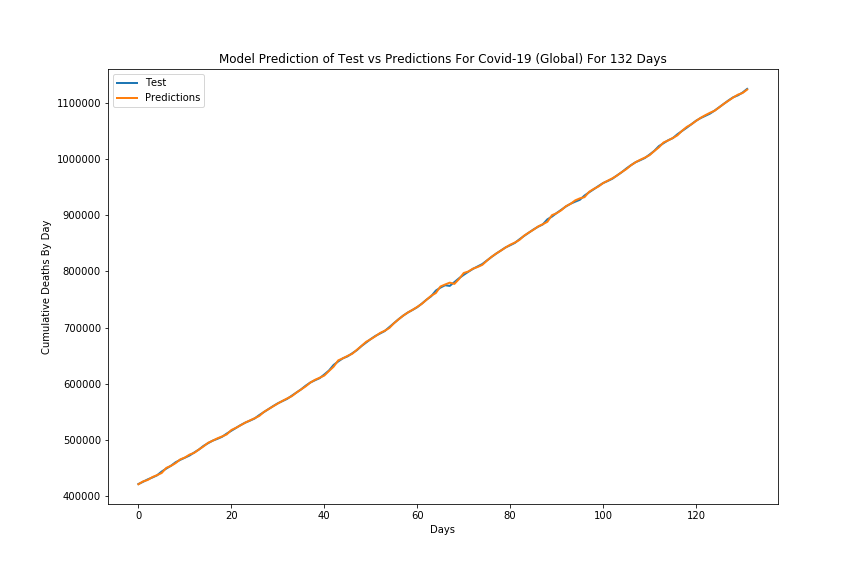 Model Prediction of Test vs Predictions For Covid-19 (Global) For 132 Days
Test
Predictions
1100000
1000000
900000
800000
700000
600000
500000
400000
Cumulative Deaths By Day
0 20 40 60 80 100 120
Days